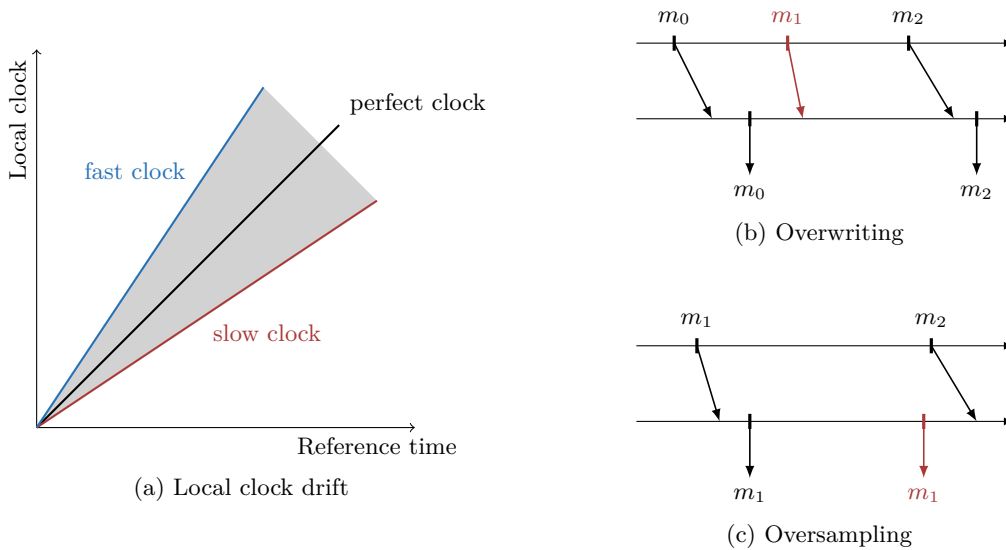 Local clock
fast clock
perfect clock
slow clock
Reference time
(a) Local clock drift
m0 m1 m2
m0 m2
(b) Overwriting
m1 m2
m1 m1
(c) Oversampling